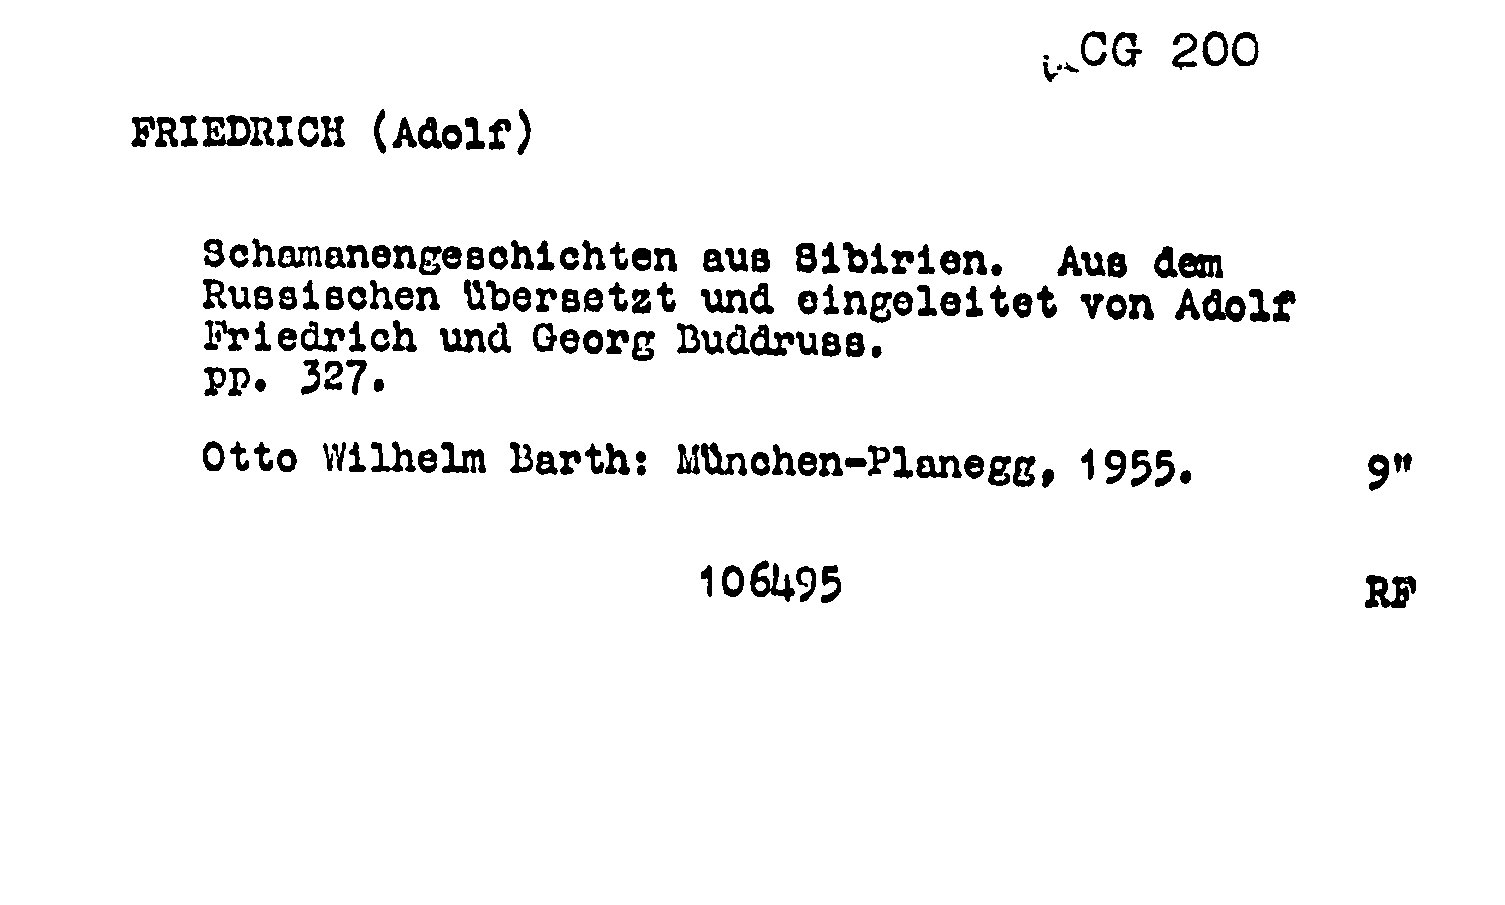 CG 200
FRIEDRICH (Adolf)
Schamanengeschichten aus Sibirien. Aus dem
Russischen übersetzt und eingeleitet von Adolf
Friedrich und Georg Buddruss.
pp. 327.
Otto Wilhelm Barth: München-Planegg, 1955. 9"
106495 RF